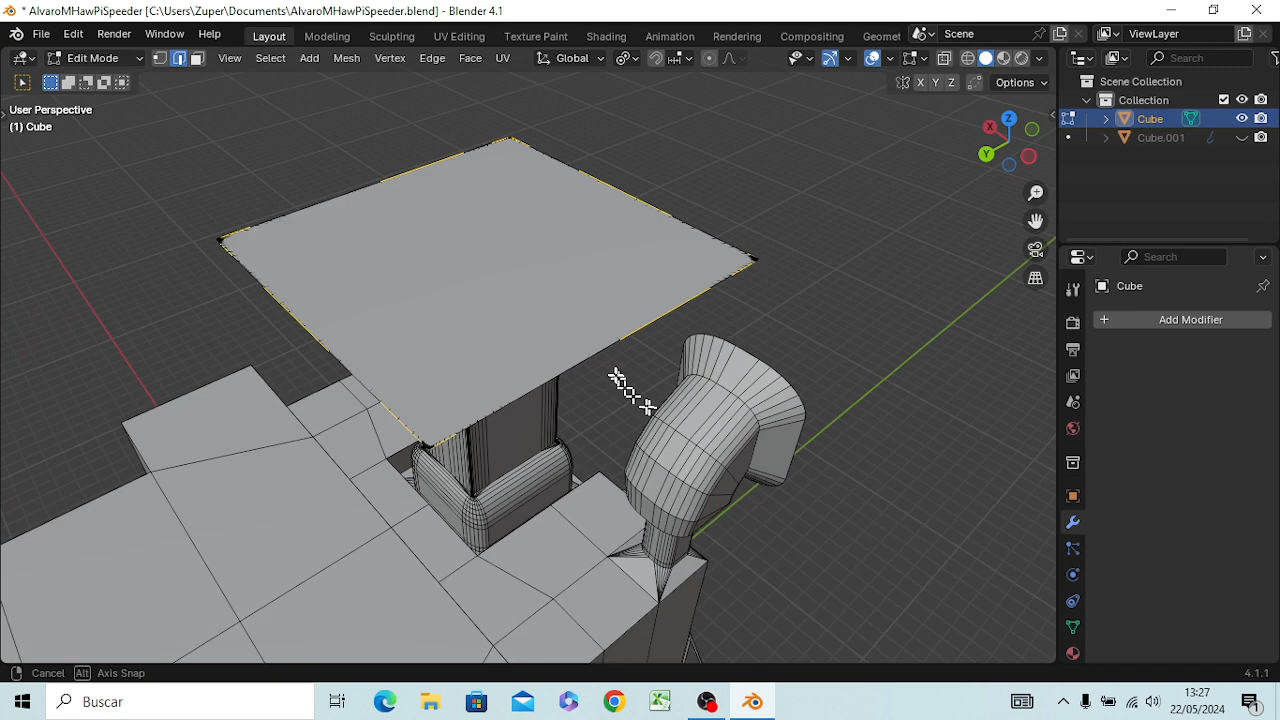 * AlvaroMHawPiSpeeder.blend [C:\Users\Zuper\Documents\AlvaroMHawPiSpeeder.blend] - Blender 4.1
File Edit Render Window Help Layout Modeling Sculpting UV Editing Texture Paint Shading Animation Rendering Compositing Geomet Scene ViewLayer
Edit Mode View Select Add Mesh Vertex Edge Face UV Global Search
X Y Z Options
Scene Collection
Collection
Cube
Cube.001
User Perspective
(1) Cube
Z
X
Y
Search
Cube
Add Modifier
Cancel Alt Axis Snap 4.1.1
Buscar
13:27
22/05/2024
1